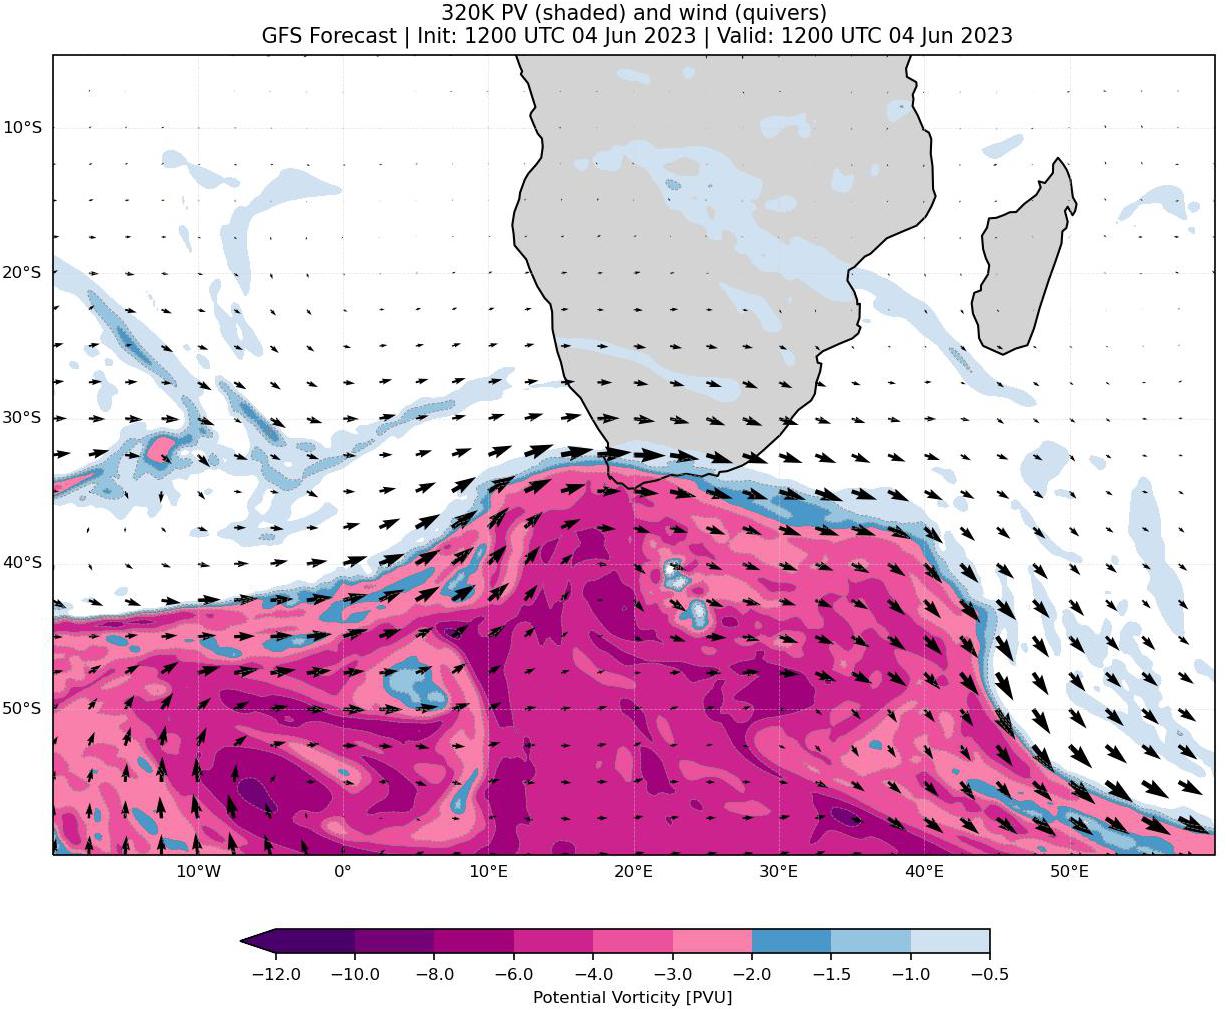 320K PV (shaded) and wind (quivers)
GFS Forecast | Init: 1200 UTC 04 Jun 2023 | Valid: 1200 UTC 04 Jun 2023
10°S
20°S
30°S
40°S
50°S
10°W 0° 10°E 20°E 30°E 40°E 50°E
−12.0 −10.0 −8.0 −6.0 −4.0 −3.0 −2.0 −1.5 −1.0 −0.5
Potential Vorticity [PVU]